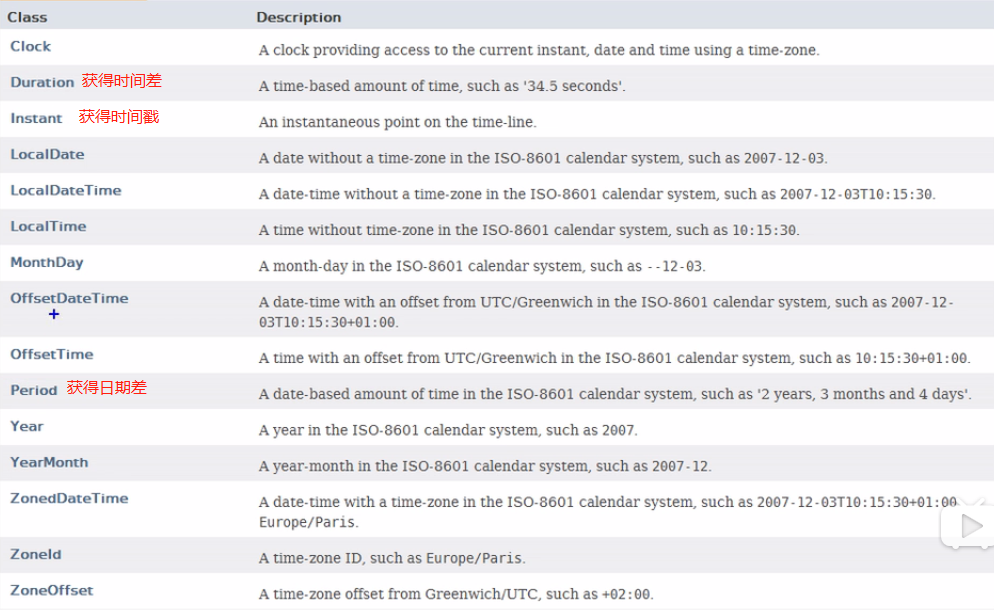 Class Description
Clock A clock providing access to the current instant, date and time using a time-zone.
Duration 获得时间差 A time-based amount of time, such as '34.5 seconds'.
Instant 获得时间戳 An instantaneous point on the time-line.
LocalDate A date without a time-zone in the ISO-8601 calendar system, such as 2007-12-03.
LocalDateTime A date-time without a time-zone in the ISO-8601 calendar system, such as 2007-12-03T10:15:30.
LocalTime A time without time-zone in the ISO-8601 calendar system, such as 10:15:30.
MonthDay A month-day in the ISO-8601 calendar system, such as --12-03.
OffsetDateTime A date-time with an offset from UTC/Greenwich in the ISO-8601 calendar system, such as 2007-12-
03T10:15:30+01:00.
OffsetTime A time with an offset from UTC/Greenwich in the ISO-8601 calendar system, such as 10:15:30+01:00.
Period 获得日期差 A date-based amount of time in the ISO-8601 calendar system, such as '2 years, 3 months and 4 days'.
Year A year in the ISO-8601 calendar system, such as 2007.
YearMonth A year-month in the ISO-8601 calendar system, such as 2007-12.
ZonedDateTime A date-time with a time-zone in the ISO-8601 calendar system, such as 2007-12-03T10:15:30+01:00
Europe/Paris.
ZoneId A time-zone ID, such as Europe/Paris.
ZoneOffset A time-zone offset from Greenwich/UTC, such as +02:00.